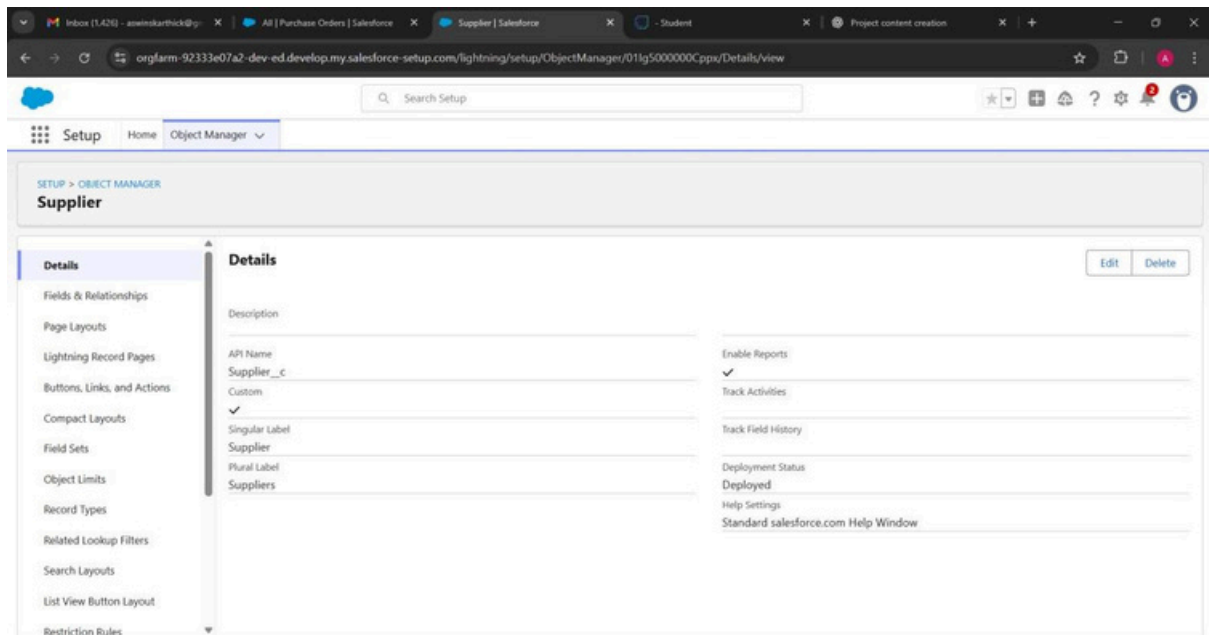 Inbox (1,426) - aswinskarthick@g
All | Purchase Orders | Salesforce
Supplier | Salesforce
- Student
Project content creation
orgfarm-92333e07a2-dev-ed.develop.my.salesforce-setup.com/lightning/setup/ObjectManager/01Ig5000000Cppx/Details/view
A
Search Setup
2
Setup
Home
Object Manager
SETUP > OBJECT MANAGER
Supplier
Details
Fields & Relationships
Page Layouts
Lightning Record Pages
Buttons, Links, and Actions
Compact Layouts
Field Sets
Object Limits
Record Types
Related Lookup Filters
Search Layouts
List View Button Layout
Restriction Rules
Details
Edit
Delete
Description
API Name
Supplier__c
Custom
Singular Label
Supplier
Plural Label
Suppliers
Enable Reports
Track Activities
Track Field History
Deployment Status
Deployed
Help Settings
Standard salesforce.com Help Window